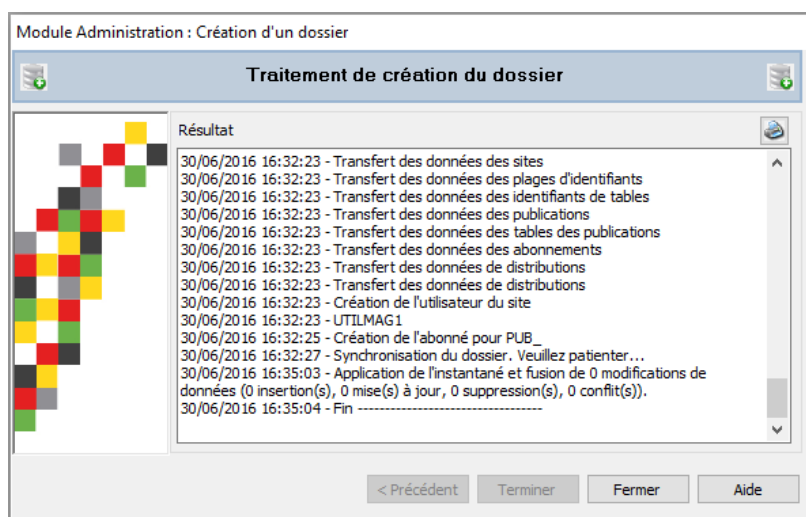 Module Administration : Création d'un dossier
Traitement de création du dossier
Résultat
30/06/2016 16:32:23 - Transfert des données des sites
30/06/2016 16:32:23 - Transfert des données des plages d'identifiants
30/06/2016 16:32:23 - Transfert des données des identifiants de tables
30/06/2016 16:32:23 - Transfert des données des publications
30/06/2016 16:32:23 - Transfert des données des tables des publications
30/06/2016 16:32:23 - Transfert des données des abonnements
30/06/2016 16:32:23 - Transfert des données de distributions
30/06/2016 16:32:23 - Transfert des données de distributions
30/06/2016 16:32:23 - Création de l'utilisateur du site
30/06/2016 16:32:23 - UTILMAG1
30/06/2016 16:32:25 - Création de l'abonné pour PUB_
30/06/2016 16:32:27 - Synchronisation du dossier. Veuillez patienter...
30/06/2016 16:35:03 - Application de l'instantané et fusion de 0 modifications de
données (0 insertion(s), 0 mise(s) à jour, 0 suppression(s), 0 conflit(s)).
30/06/2016 16:35:04 - Fin ----------------------------------
< Précédent Terminer Fermer Aide